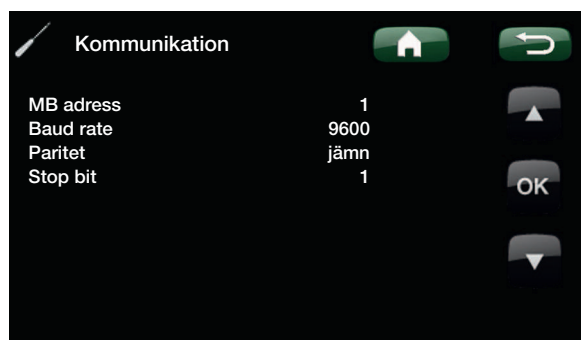 Kommunikation
MB adress 1
Baud rate 9600
Paritet jämn
Stop bit 1
OK